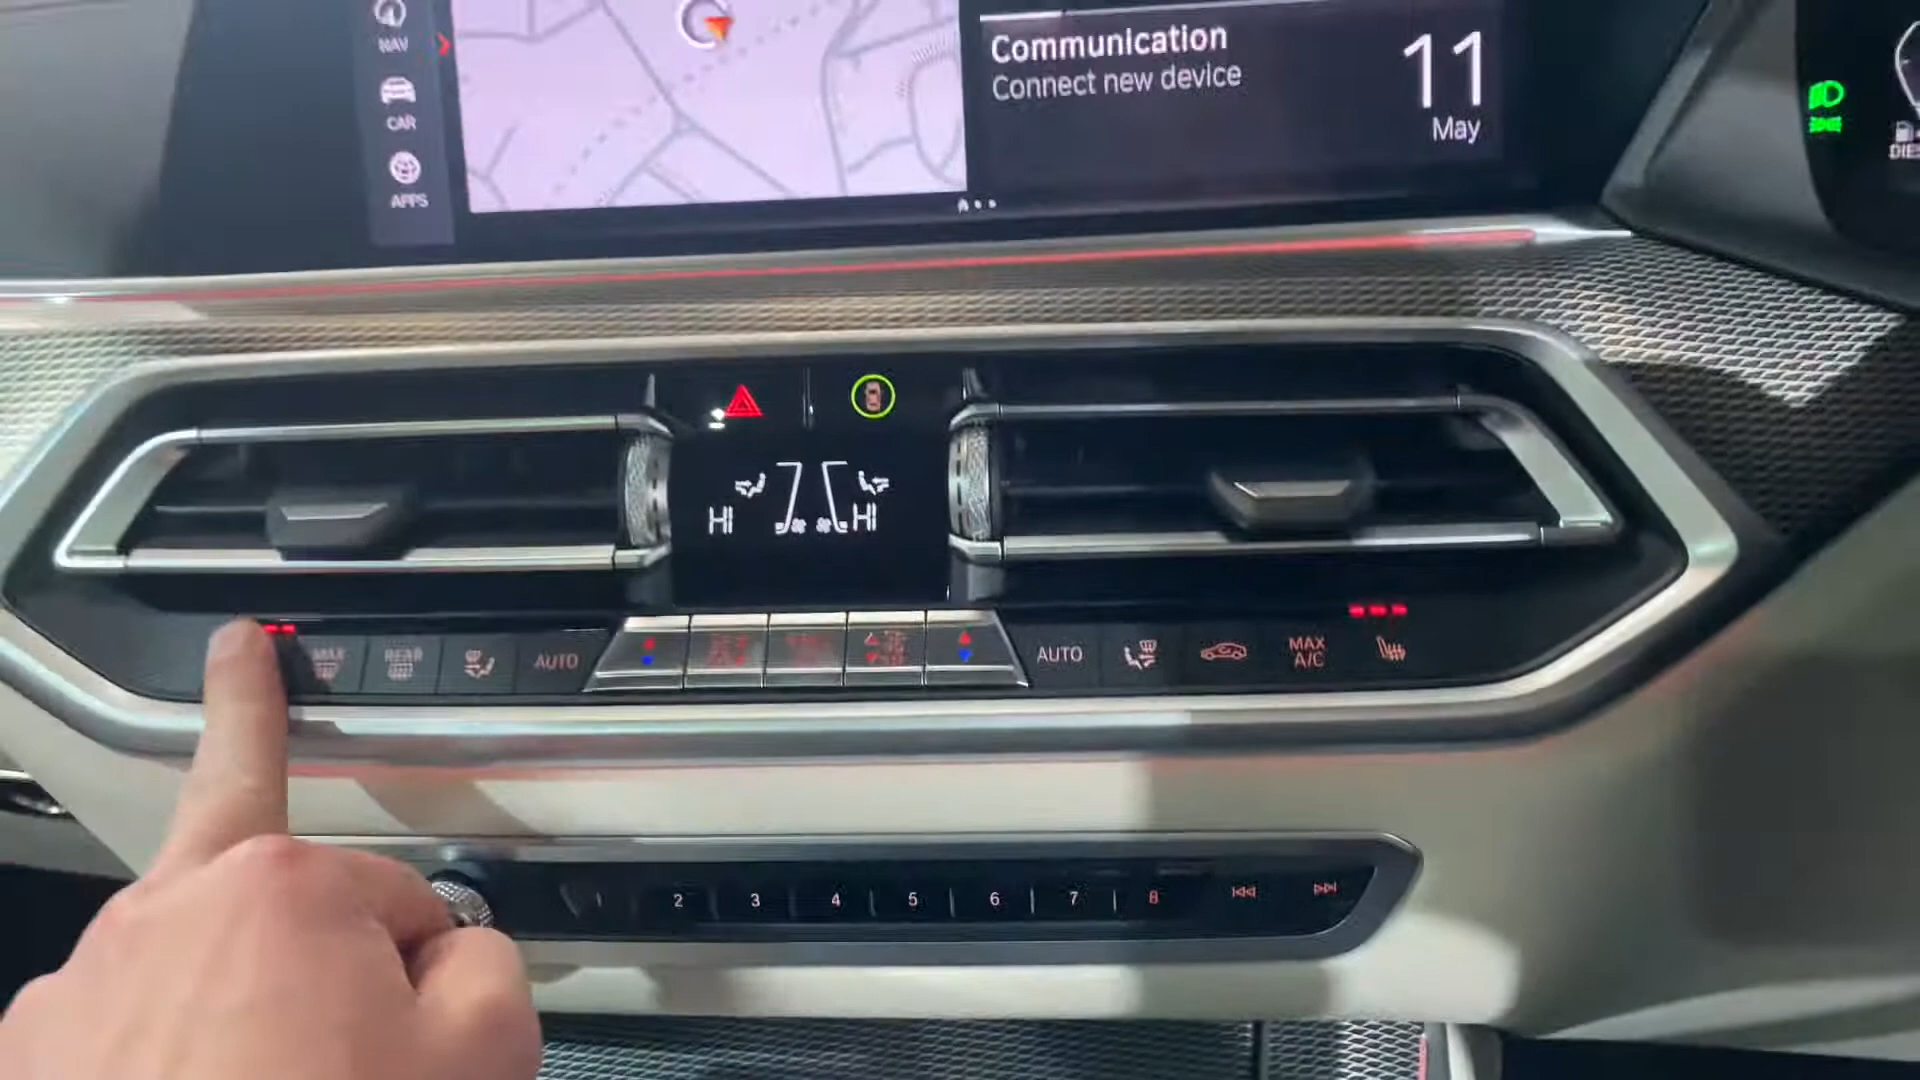 NAV
CAR
APPS
Communication
Connect new device
11
May
HI
HI
MAX
REAR
AUTO
AUTO
MAX
A/C
1
2
3
4
5
6
7
8